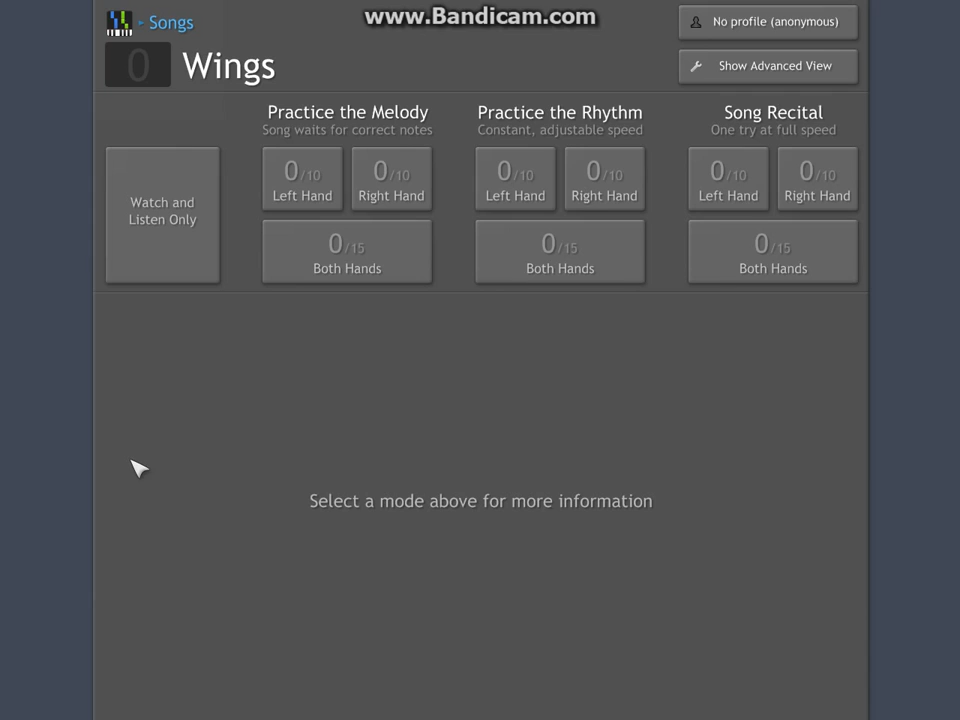 www.Bandicam.com
Songs
No profile (anonymous)
0 Wings
Show Advanced View
Practice the Melody
Song waits for correct notes
Practice the Rhythm
Constant, adjustable speed
Song Recital
One try at full speed
Watch and
Listen Only
0/10
Left Hand
0/10
Right Hand
0/15
Both Hands
0/10
Left Hand
0/10
Right Hand
0/15
Both Hands
0/10
Left Hand
0/10
Right Hand
0/15
Both Hands
Select a mode above for more information